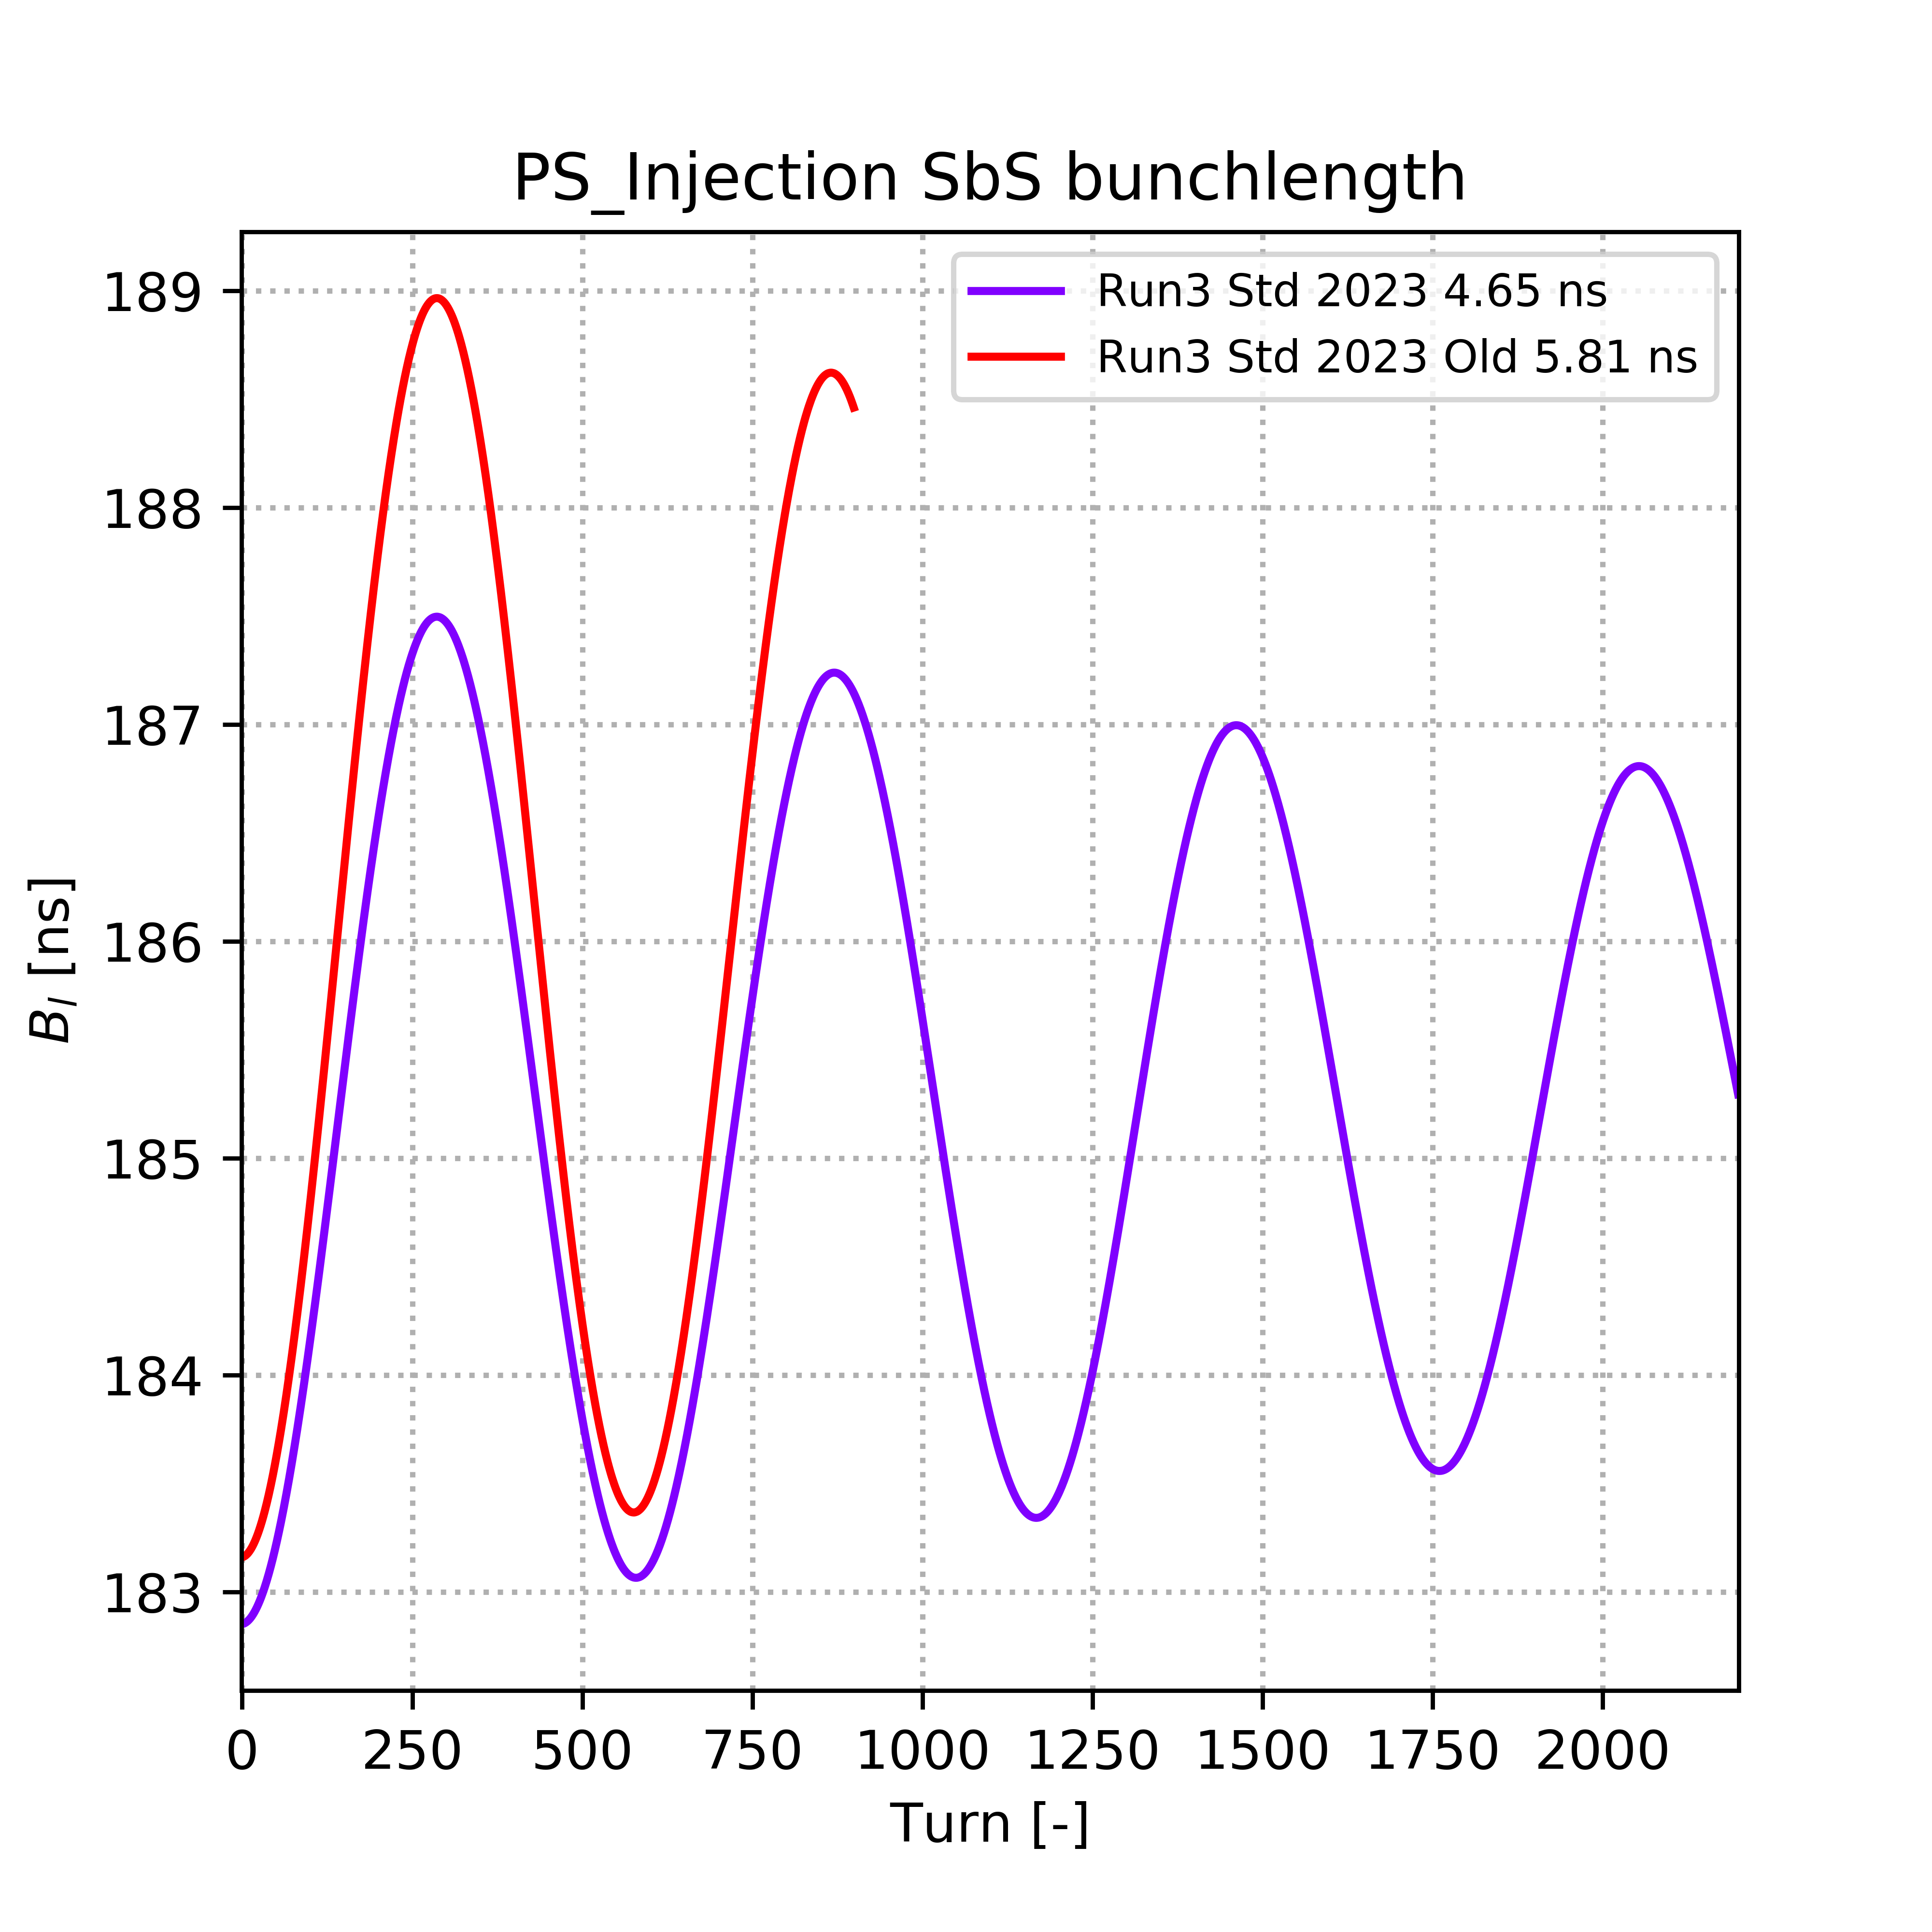 PS_Injection SbS bunchlength
Run3 Std 2023 4.65 ns
Run3 Std 2023 Old 5.81 ns
189
188
187
186
185
184
183
B_l [ns]
0 250 500 750 1000 1250 1500 1750 2000
Turn [-]